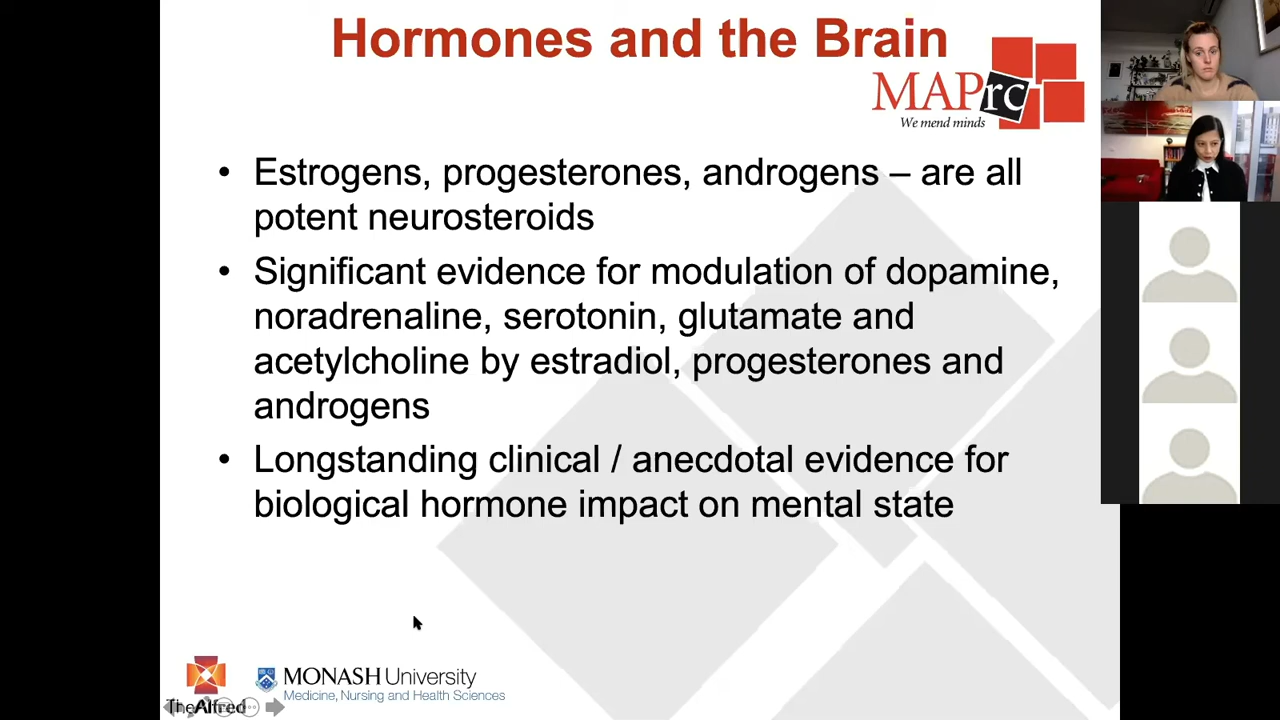 Hormones and the Brain
MAPrc
We mend minds
• Estrogens, progesterones, androgens – are all
potent neurosteroids
• Significant evidence for modulation of dopamine,
noradrenaline, serotonin, glutamate and
acetylcholine by estradiol, progesterones and
androgens
• Longstanding clinical / anecdotal evidence for
biological hormone impact on mental state
TheAlfred
MONASH University
Medicine, Nursing and Health Sciences